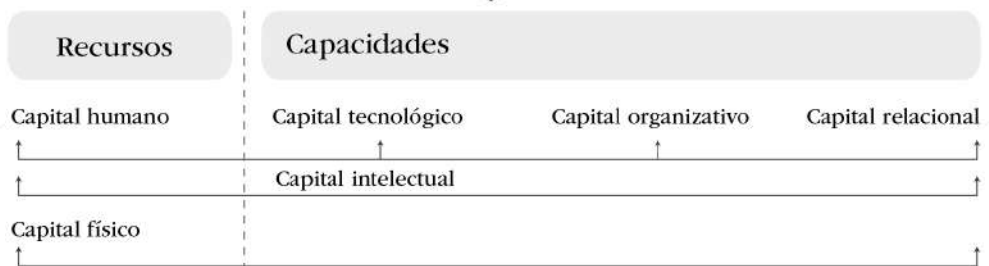 Recursos
Capacidades
Capital humano
Capital tecnológico
Capital organizativo
Capital relacional
Capital intelectual
Capital físico